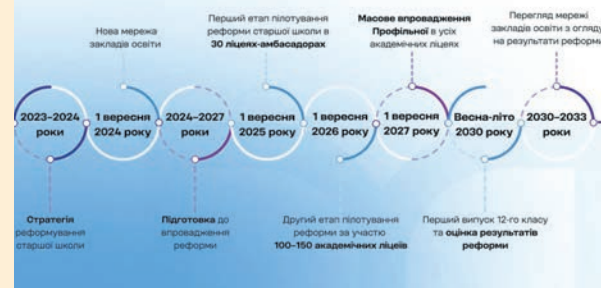 Нова мережа
закладів освіти
Перший етап пілотування
реформи старшої школи в
30 ліцеях-амбасадорах
Масове впровадження
Профільної в усіх
академічних ліцеях
Перегляд мережі
закладів освіти з огляду
на результати реформи
2023–2024
роки
1 вересня
2024 року
2024–2027
роки
1 вересня
2025 року
1 вересня
2026 року
1 вересня
2027 року
Весна-літо
2030 року
2030–2033
роки
Стратегія
реформування
старшої школи
Підготовка до
впровадження
реформи
Другий етап пілотування
реформи за участю
100–150 академічних ліцеїв
Перший випуск 12-го класу
та оцінка результатів
реформи